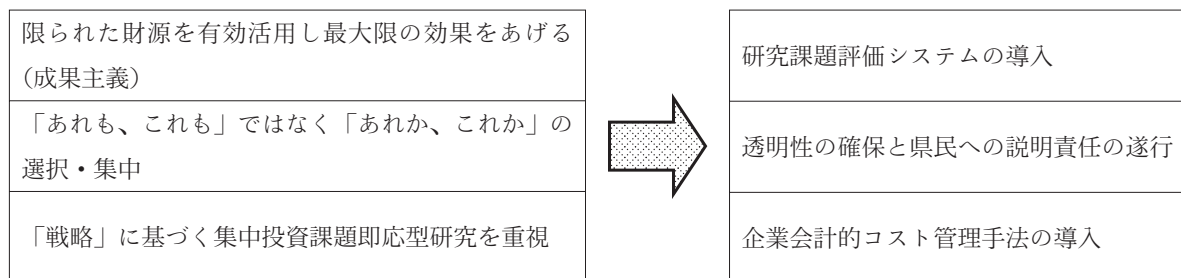 限られた財源を有効活用し最大限の効果をあげる
(成果主義)
「あれも、これも」ではなく「あれか、これか」の
選択・集中
「戦略」に基づく集中投資課題即応型研究を重視
研究課題評価システムの導入
透明性の確保と県民への説明責任の遂行
企業会計的コスト管理手法の導入